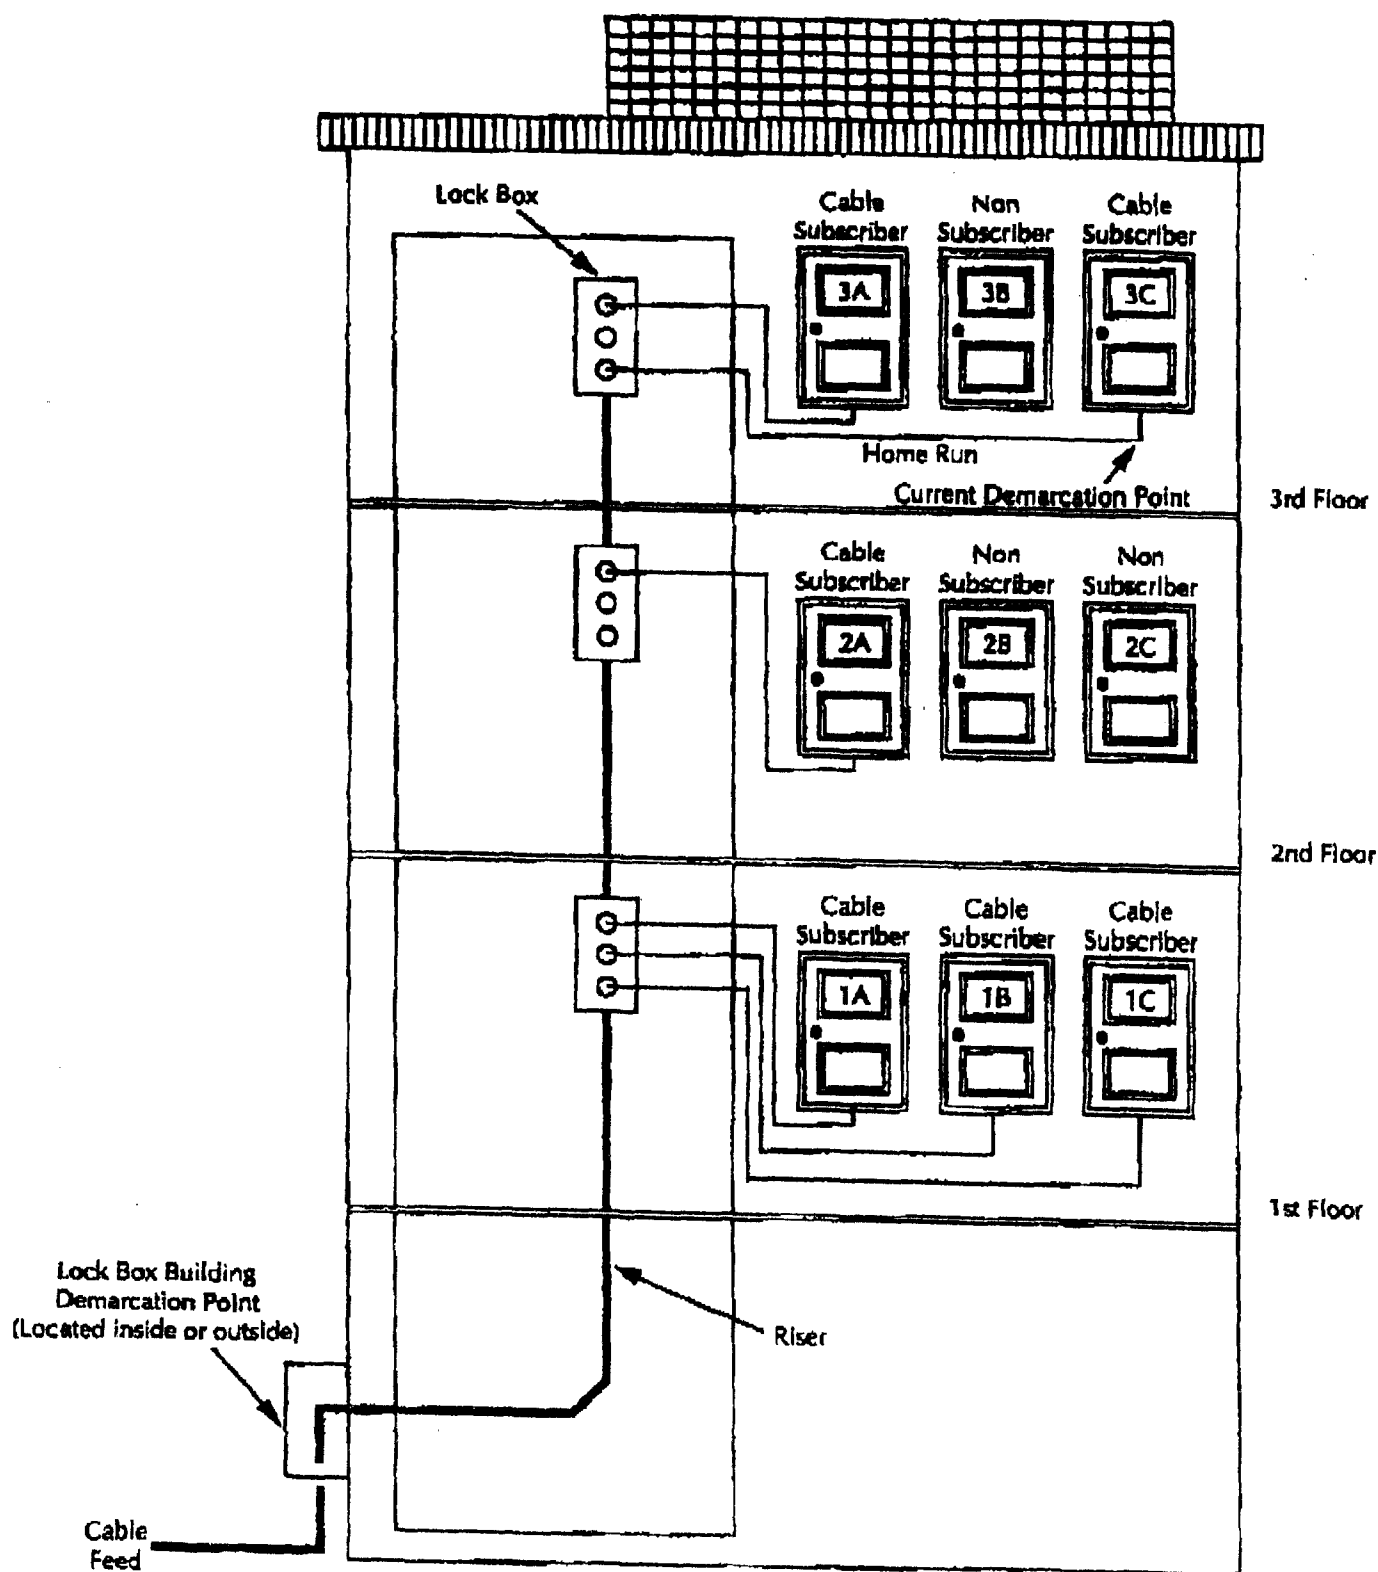 Lock Box
Cable
Subscriber
Non
Subscriber
Cable
Subscriber
3A
3B
3C
Home Run
Current Demarcation Point
3rd Floor
Cable
Subscriber
Non
Subscriber
Non
Subscriber
2A
2B
2C
2nd Floor
Cable
Subscriber
Cable
Subscriber
Cable
Subscriber
1A
1B
1C
1st Floor
Lock Box Building
Demarcation Point
(Located inside or outside)
Riser
Cable
Feed